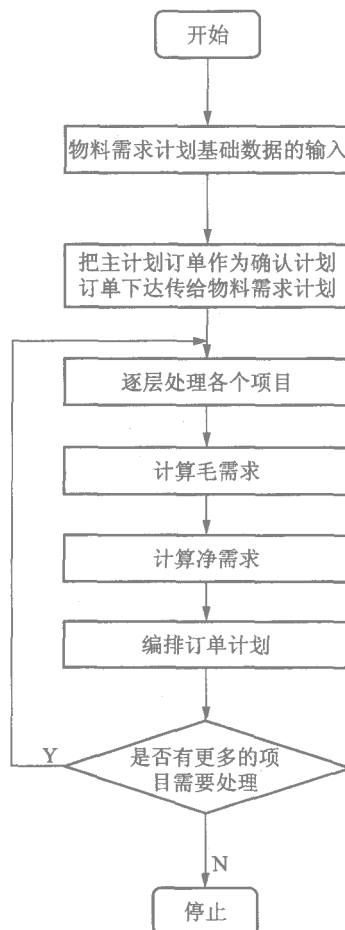 开始
物料需求计划基础数据的输入
把主计划订单作为确认计划
订单下达传给物料需求计划
逐层处理各个项目
计算毛需求
计算净需求
编排订单计划
是否有更多的项
目需要处理
Y
N
停止